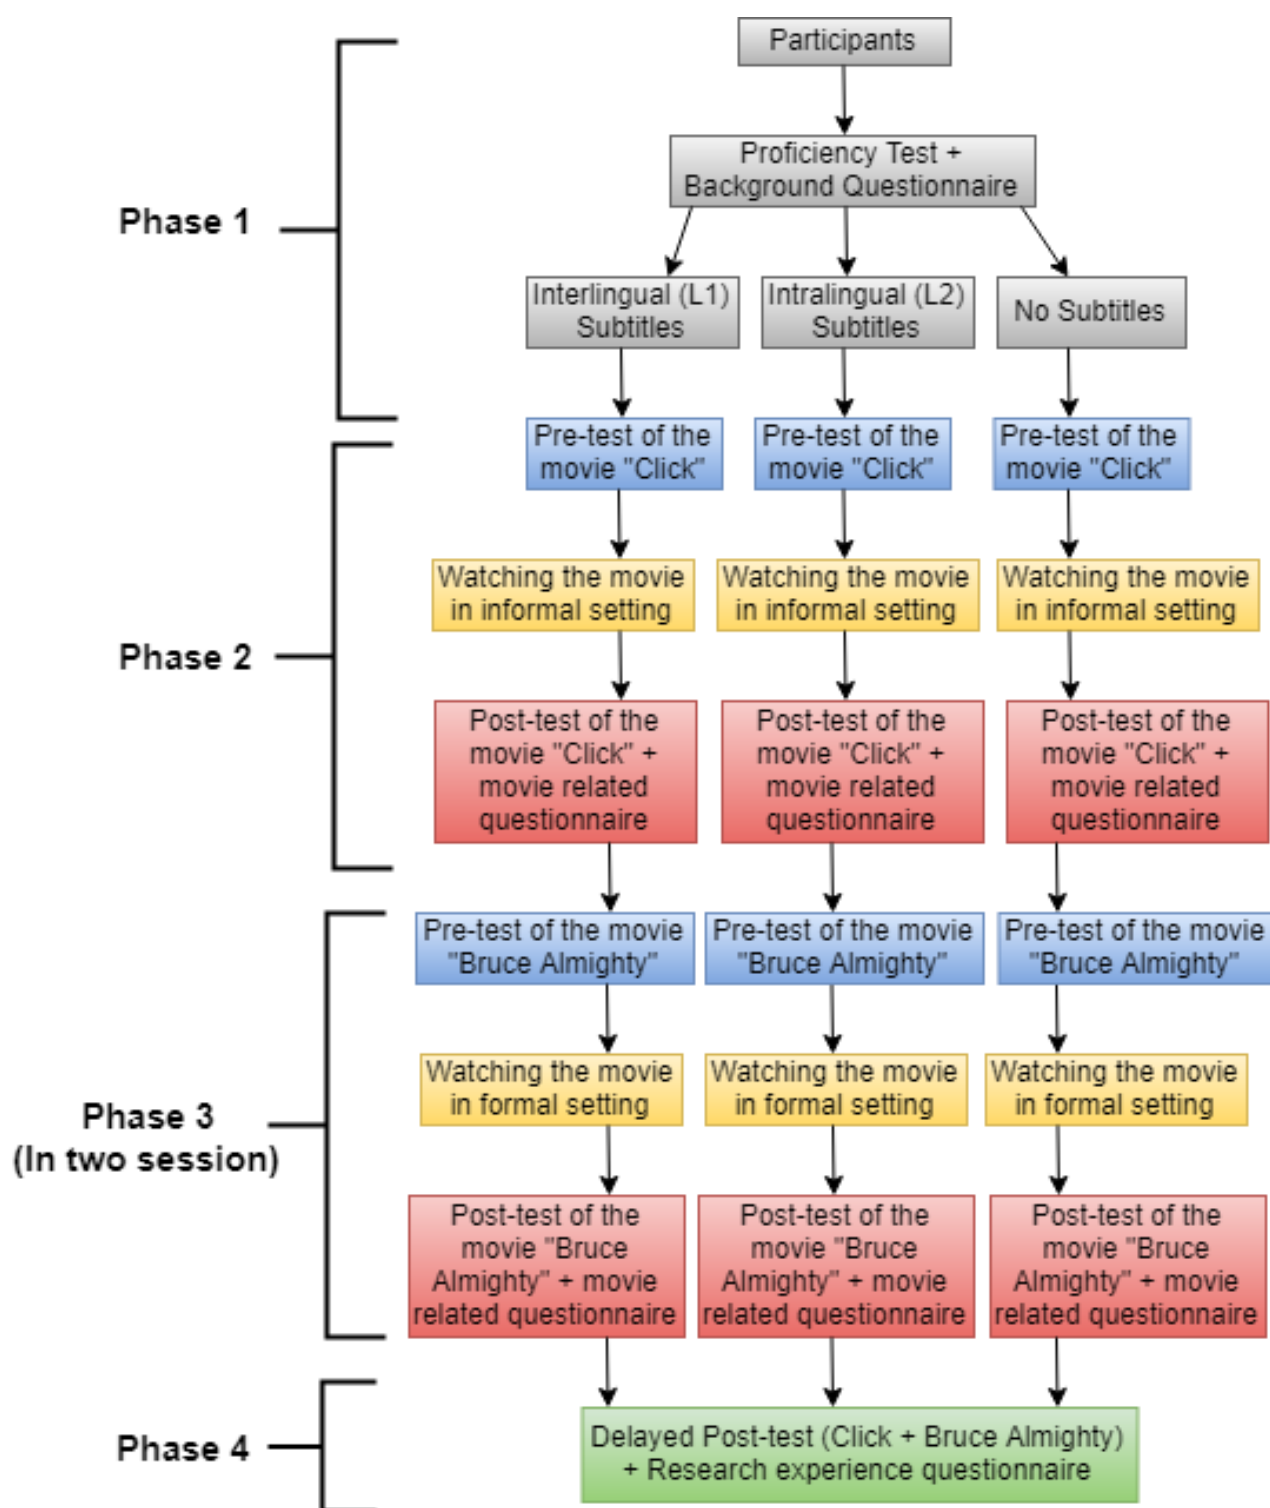 Participants
Proficiency Test +
Background Questionnaire
Phase 1
Interlingual (L1)
Subtitles
Intralingual (L2)
Subtitles
No Subtitles
Pre-test of the
movie "Click"
Pre-test of the
movie "Click"
Pre-test of the
movie "Click"
Watching the movie
in informal setting
Watching the movie
in informal setting
Watching the movie
in informal setting
Phase 2
Post-test of the
movie "Click" +
movie related
questionnaire
Post-test of the
movie "Click" +
movie related
questionnaire
Post-test of the
movie "Click" +
movie related
questionnaire
Pre-test of the movie
"Bruce Almighty"
Pre-test of the movie
"Bruce Almighty"
Pre-test of the movie
"Bruce Almighty"
Watching the movie
in formal setting
Watching the movie
in formal setting
Watching the movie
in formal setting
Phase 3
(In two session)
Post-test of the
movie "Bruce
Almighty" + movie
related questionnaire
Post-test of the
movie "Bruce
Almighty" + movie
related questionnaire
Post-test of the
movie "Bruce
Almighty" + movie
related questionnaire
Phase 4
Delayed Post-test (Click + Bruce Almighty)
+ Research experience questionnaire